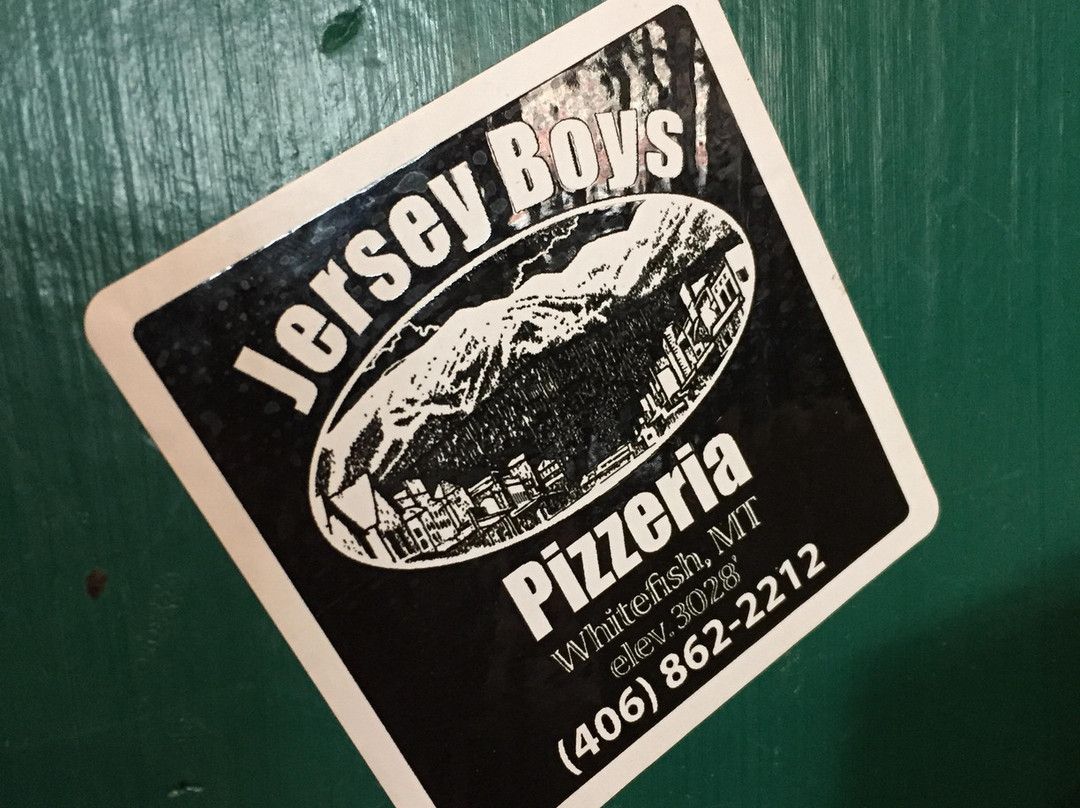 Jersey Boys
Pizzeria
Whitefish, MT
elev. 3028'
(406) 862-2212